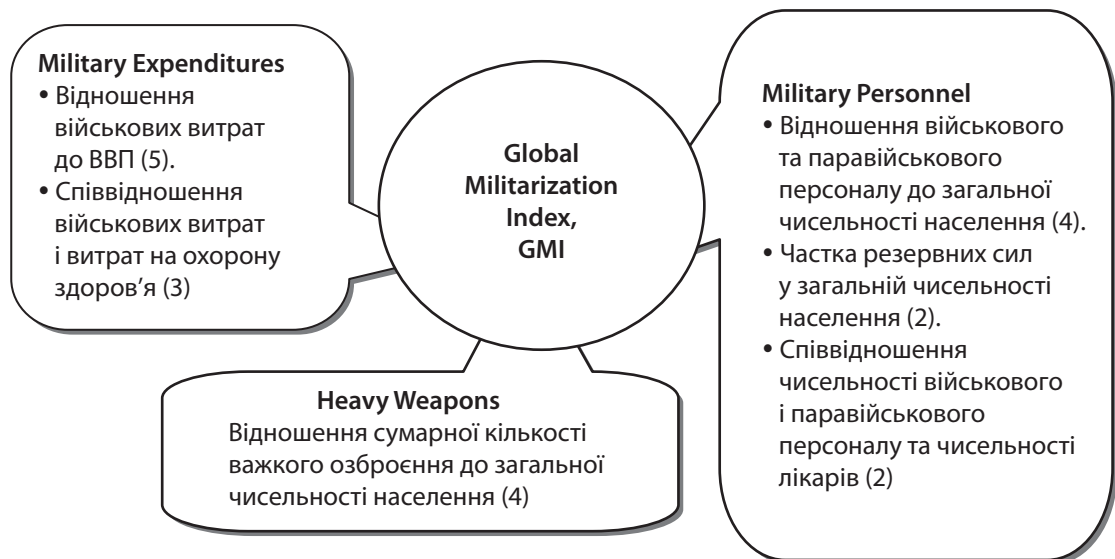 Military Expenditures
• Відношення
військових витрат
до ВВП (5).
• Співвідношення
військових витрат
і витрат на охорону
здоров'я (3)
Global
Militarization
Index,
GMI
Military Personnel
• Відношення військового
та паравійськового
персоналу до загальної
чисельності населення (4).
• Частка резервних сил
у загальній чисельності
населення (2).
• Співвідношення
чисельності військового
і паравійськового
персоналу та чисельності
лікарів (2)
Heavy Weapons
Відношення сумарної кількості
важкого озброєння до загальної
чисельності населення (4)